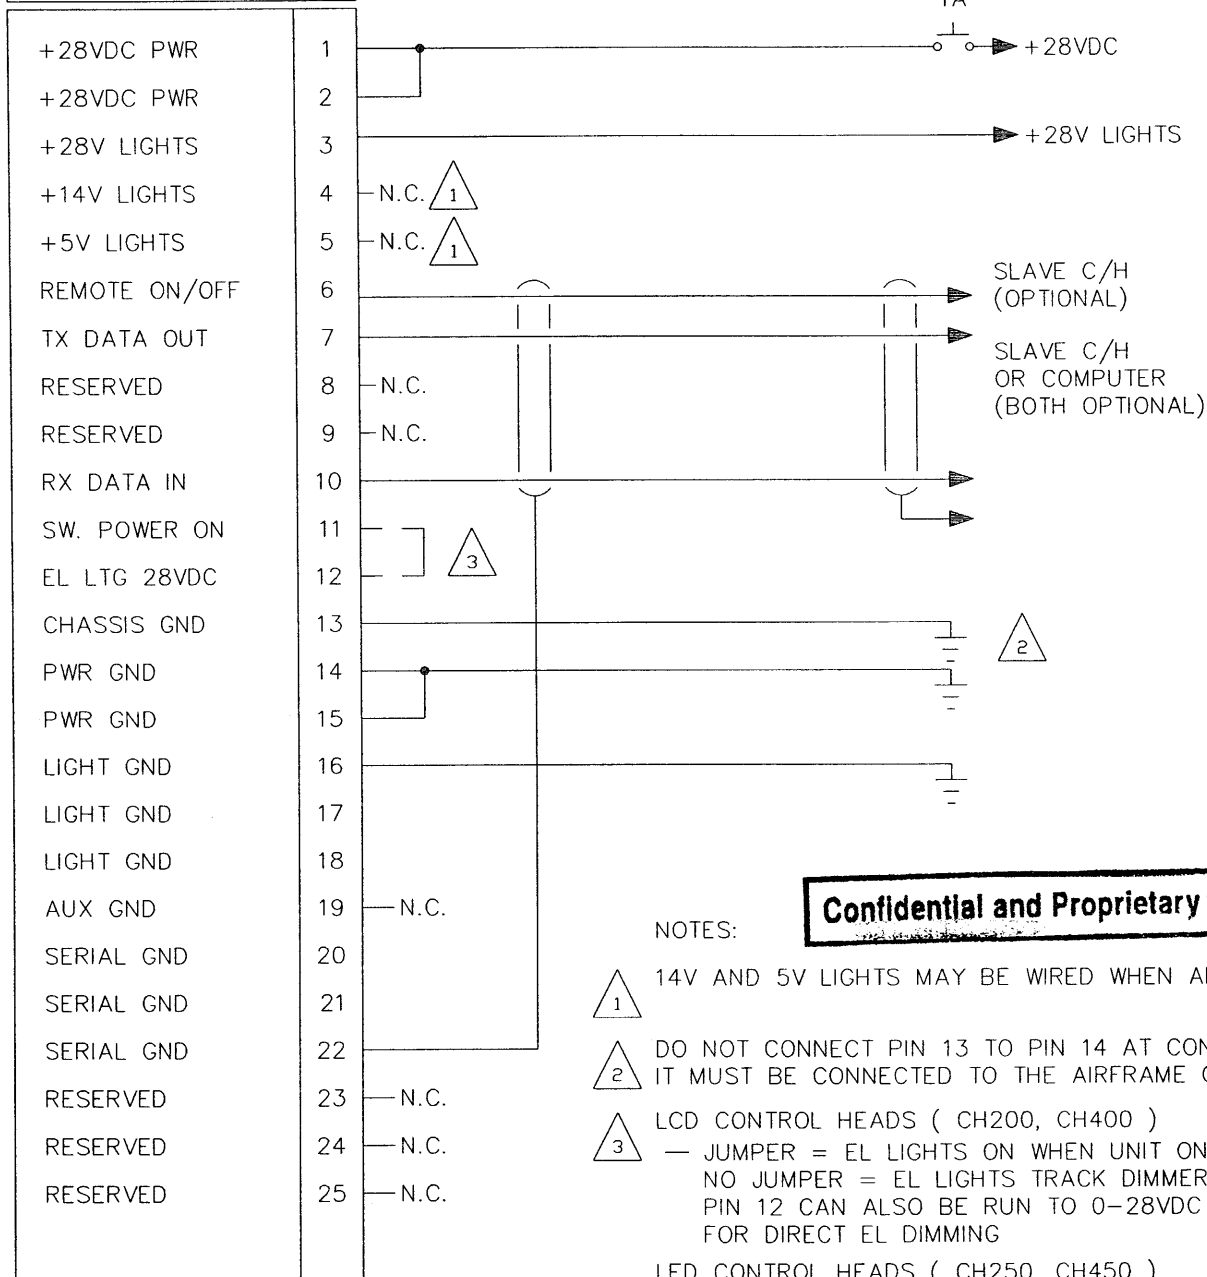 1A
+28VDC PWR 1 +28VDC
+28VDC PWR 2
+28V LIGHTS 3 +28V LIGHTS
+14V LIGHTS 4 N.C. 1
+5V LIGHTS 5 N.C. 1
REMOTE ON/OFF 6 SLAVE C/H
(OPTIONAL)
TX DATA OUT 7 SLAVE C/H
OR COMPUTER
(BOTH OPTIONAL)
RESERVED 8 N.C.
RESERVED 9 N.C.
RX DATA IN 10
SW. POWER ON 11
EL LTG 28VDC 12 3
CHASSIS GND 13 2
PWR GND 14
PWR GND 15
LIGHT GND 16
LIGHT GND 17
LIGHT GND 18
AUX GND 19 N.C.
SERIAL GND 20
SERIAL GND 21
SERIAL GND 22
RESERVED 23 N.C.
RESERVED 24 N.C.
RESERVED 25 N.C.
Confidential and Proprietary
NOTES:
1 14V AND 5V LIGHTS MAY BE WIRED WHEN
2 DO NOT CONNECT PIN 13 TO PIN 14 AT
IT MUST BE CONNECTED TO THE AIRFRAME
3 LCD CONTROL HEADS ( CH200, CH400 )
— JUMPER = EL LIGHTS ON WHEN UNIT ON
NO JUMPER = EL LIGHTS TRACK DIMMER
PIN 12 CAN ALSO BE RUN TO 0-28VDC
FOR DIRECT EL DIMMING
LED CONTROL HEADS ( CH250, CH450 )